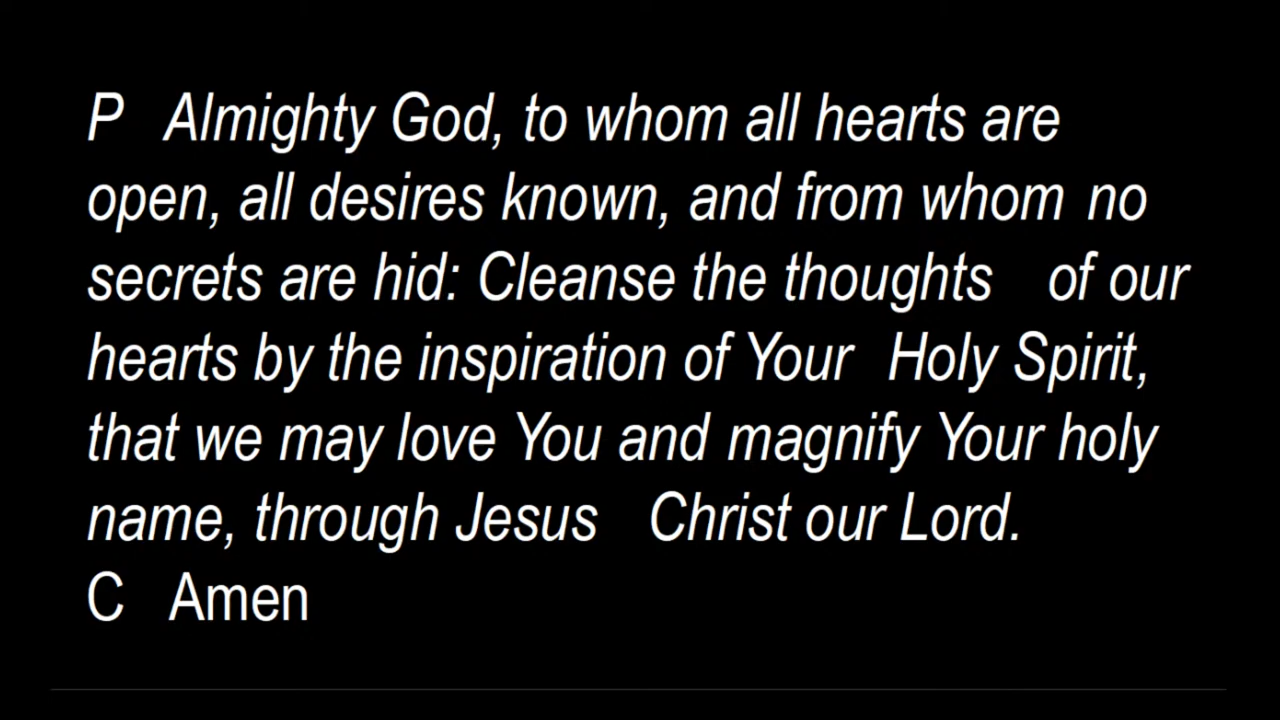 P Almighty God, to whom all hearts are
open, all desires known, and from whom no
secrets are hid: Cleanse the thoughts of our
hearts by the inspiration of Your Holy Spirit,
that we may love You and magnify Your holy
name, through Jesus Christ our Lord.
C Amen